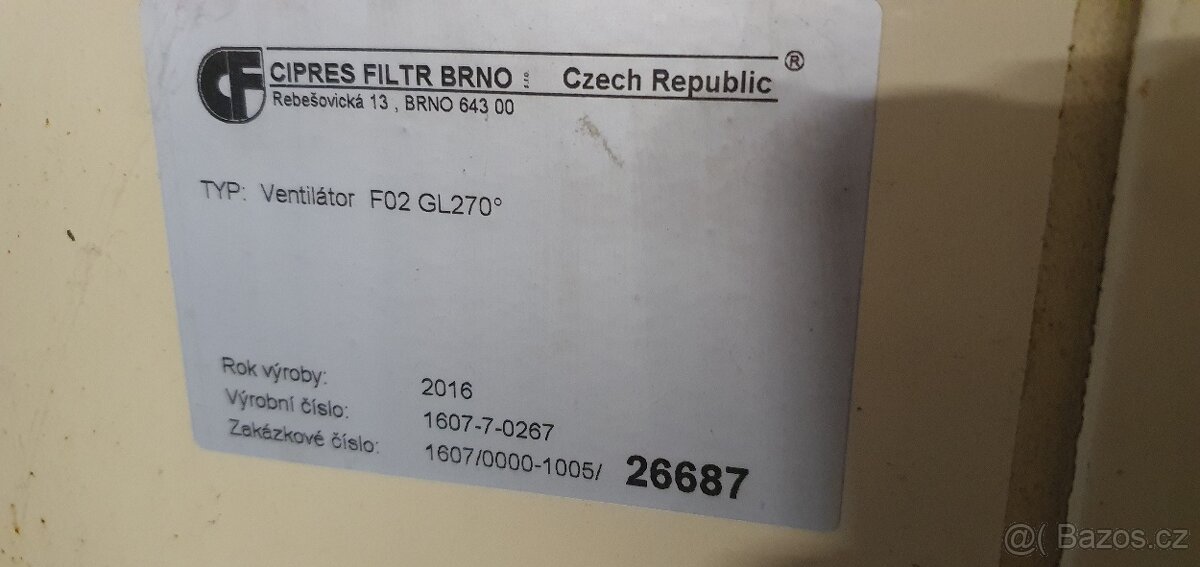 CF CIPRES FILTR BRNO s.r.o. Czech Republic ®
Rebešovická 13 , BRNO 643 00
TYP: Ventilátor F02 GL270°
Rok výroby: 2016
Výrobní číslo: 1607-7-0267
Zakázkové číslo: 1607/0000-1005/ 26687
@( Bazos.cz